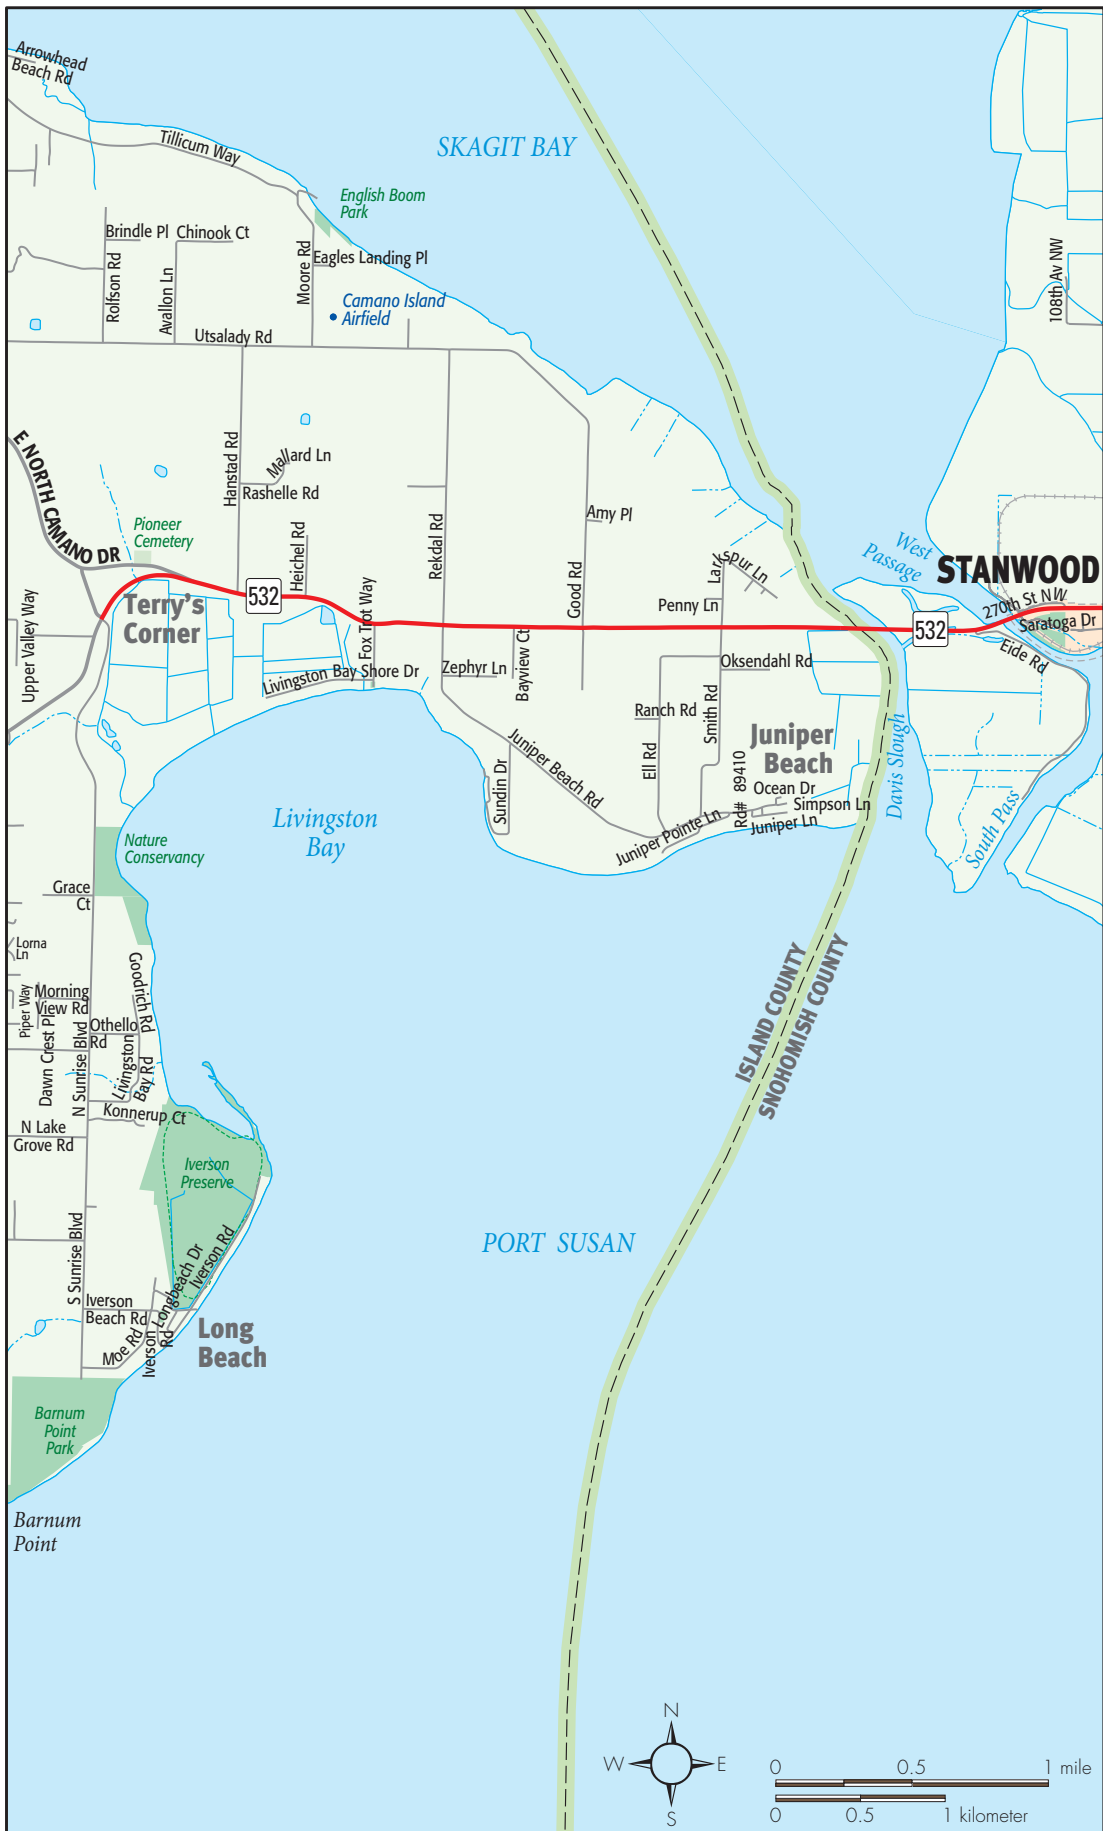 Arrowhead
Beach Rd
Tillicum Way
SKAGIT BAY
English Boom
Park
Brindle Pl
Chinook Ct
Rolfson Rd
Avallon Ln
Moore Rd
Eagles Landing Pl
108th Av NW
Camano Island
Airfield
Utsalady Rd
E NORTH CAMANO DR
Hanstad Rd
Mallard Ln
Rashelle Rd
Pioneer
Cemetery
Heichel Rd
Rekdal Rd
Amy Pl
Good Rd
Larkspur Ln
Penny Ln
West
Passage
STANWOOD
532
532
270th St NW
Saratoga Dr
Eide Rd
Terry's
Corner
Upper Valley Way
Fox Trot Way
Livingston Bay Shore Dr
Zephyr Ln
Bayview Ct
Oksendahl Rd
Ranch Rd
Smith Rd
Ell Rd
Juniper
Beach
Rd# 89410
Ocean Dr
Simpson Ln
Juniper Ln
Juniper Pointe Ln
Juniper Beach Rd
Sundin Dr
Davis Slough
South Pass
Livingston
Bay
Nature
Conservancy
Grace
Ct
Lorna
Ln
Piper Way
Morning
View Rd
Dawn Crest Pl
N Sunrise Blvd
Othello
Rd
Goodrich Rd
Livingston
Bay Rd
Konnerup Ct
N Lake
Grove Rd
ISLAND COUNTY
SNOHOMISH COUNTY
Iverson
Preserve
PORT SUSAN
S Sunrise Blvd
Longbeach Dr
Iverson Rd
Iverson
Beach Rd
Moe Rd
Iverson
Rd
Long
Beach
Barnum
Point
Park
Barnum
Point
N
W
E
S
0
0.5
1 mile
0
0.5
1 kilometer